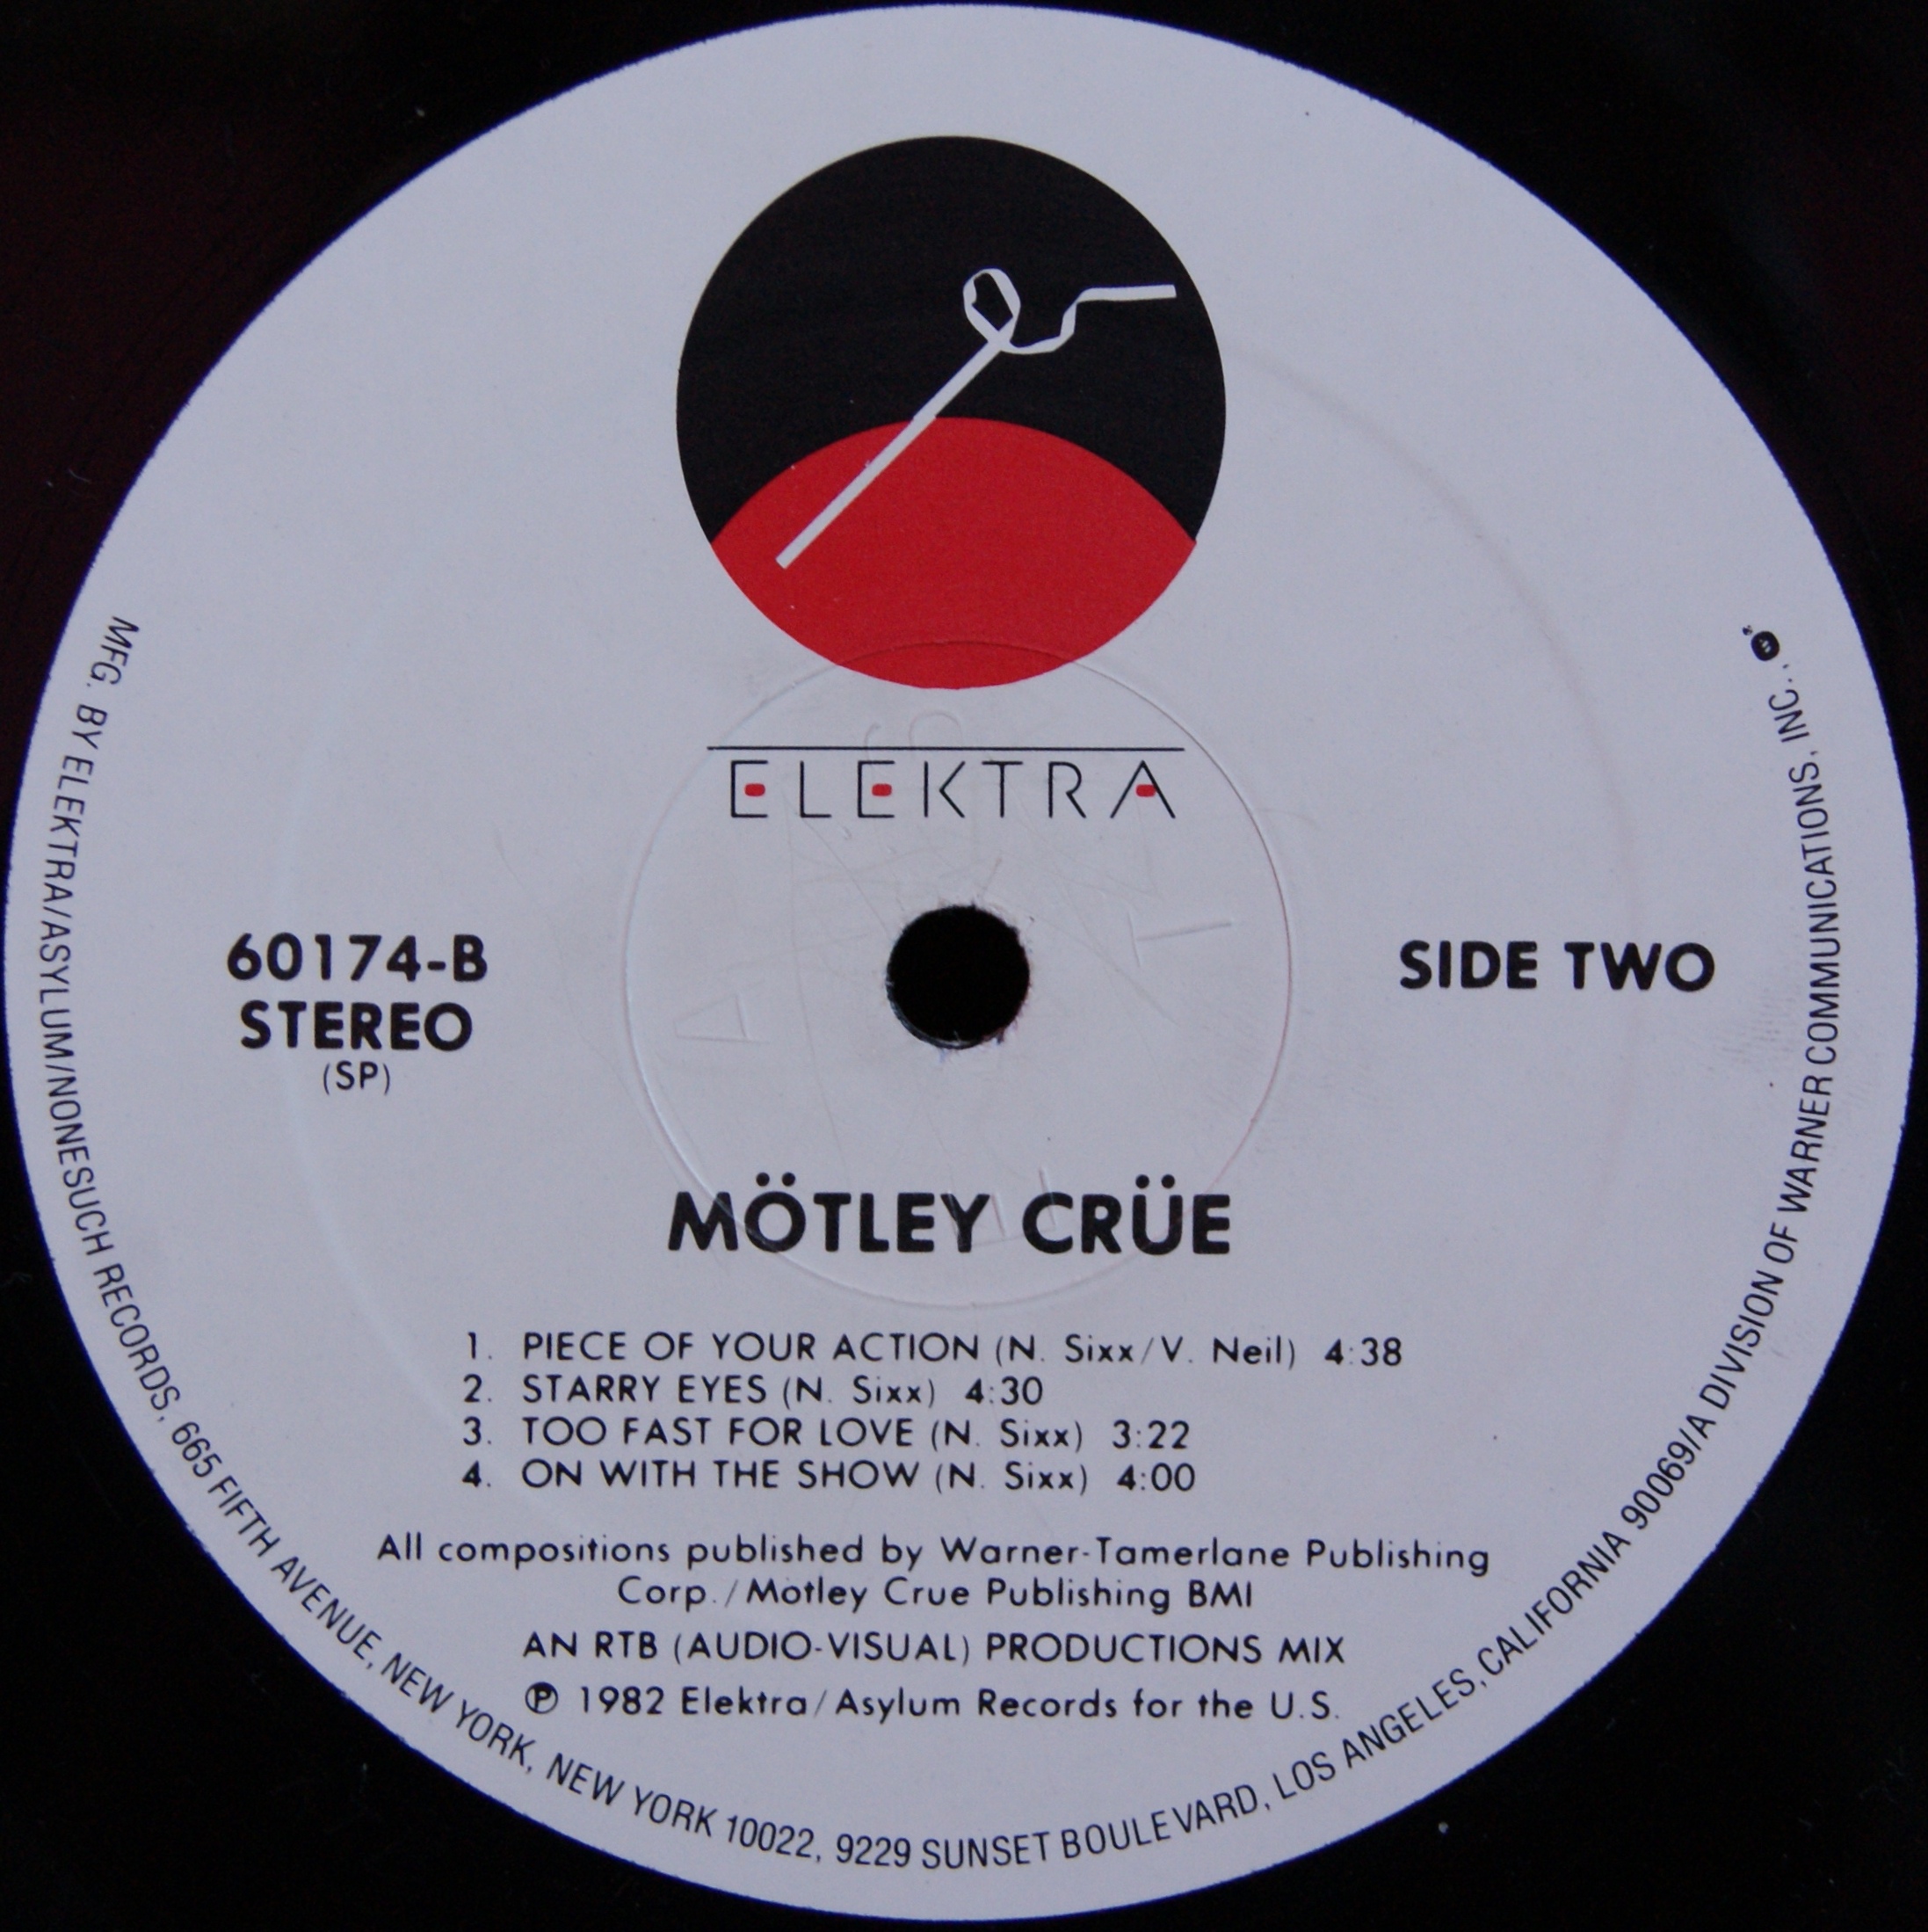 ELEKTRA
60174-B
STEREO
(SP)
SIDE TWO
MÖTLEY CRÜE
1. PIECE OF YOUR ACTION (N. Sixx/V. Neil) 4:38
2. STARRY EYES (N. Sixx) 4:30
3. TOO FAST FOR LOVE (N. Sixx) 3:22
4. ON WITH THE SHOW (N. Sixx) 4:00
All compositions published by Warner-Tamerlane Publishing
Corp./Motley Crue Publishing BMI
AN RTB (AUDIO-VISUAL) PRODUCTIONS MIX
℗ 1982 Elektra/Asylum Records for the U.S.
MFG. BY ELEKTRA/ASYLUM/NONESUCH RECORDS, 665 FIFTH AVENUE, NEW YORK, NEW YORK 10022, 9229 SUNSET BOULEVARD, LOS ANGELES, CALIFORNIA 90069/A DIVISION OF WARNER COMMUNICATIONS, INC.